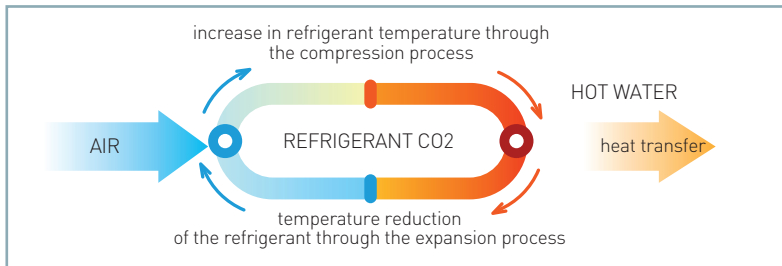 increase in refrigerant temperature through
the compression process
HOT WATER
AIR
REFRIGERANT CO2
heat transfer
temperature reduction
of the refrigerant through the expansion process